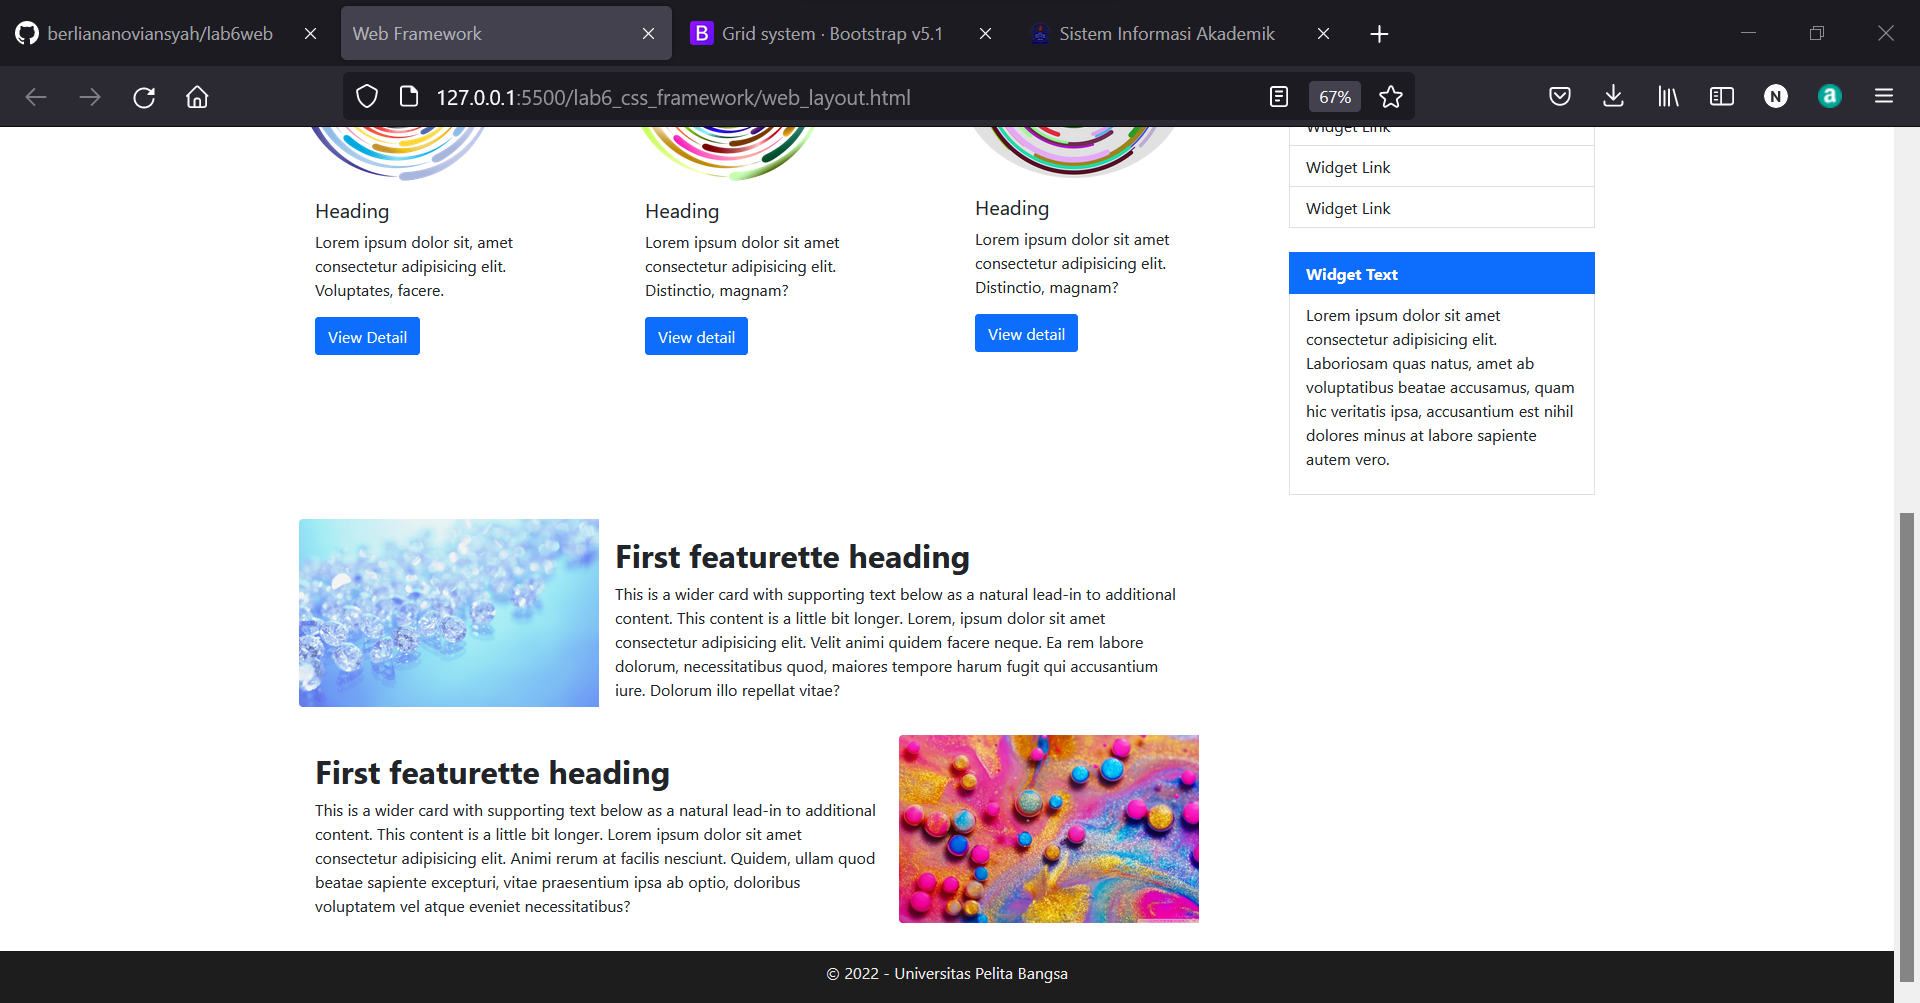 berliananoviansyah/lab6web
Web Framework
B Grid system · Bootstrap v5.1
Sistem Informasi Akademik
127.0.0.1:5500/lab6_css_framework/web_layout.html
67%
N
a
Widget Link
Widget Link
Widget Link
Heading
Lorem ipsum dolor sit, amet
consectetur adipisicing elit.
Voluptates, facere.
View Detail
Heading
Lorem ipsum dolor sit amet
consectetur adipisicing elit.
Distinctio, magnam?
View detail
Heading
Lorem ipsum dolor sit amet
consectetur adipisicing elit.
Distinctio, magnam?
View detail
Widget Text
Lorem ipsum dolor sit amet
consectetur adipisicing elit.
Laboriosam quas natus, amet ab
voluptatibus beatae accusamus, quam
hic veritatis ipsa, accusantium est nihil
dolores minus at labore sapiente
autem vero.
First featurette heading
This is a wider card with supporting text below as a natural lead-in to additional
content. This content is a little bit longer. Lorem, ipsum dolor sit amet
consectetur adipisicing elit. Velit animi quidem facere neque. Ea rem labore
dolorum, necessitatibus quod, maiores tempore harum fugit qui accusantium
iure. Dolorum illo repellat vitae?
First featurette heading
This is a wider card with supporting text below as a natural lead-in to additional
content. This content is a little bit longer. Lorem ipsum dolor sit amet
consectetur adipisicing elit. Animi rerum at facilis nesciunt. Quidem, ullam quod
beatae sapiente excepturi, vitae praesentium ipsa ab optio, doloribus
voluptatem vel atque eveniet necessitatibus?
© 2022 - Universitas Pelita Bangsa